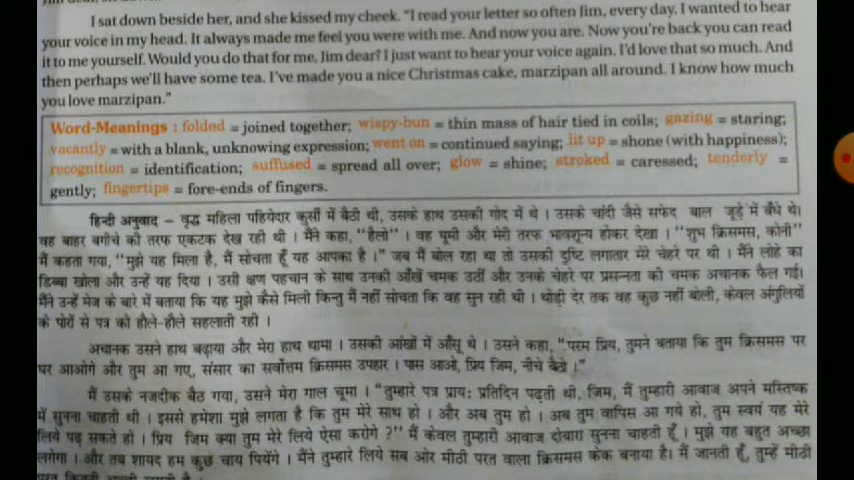 I sat down beside her, and she kissed my cheek. "I read your letter so often Jim, every day. I wanted to hear
your voice in my head. It always made me feel you were with me. And now you are. Now you're back you can read
it to me yourself. Would you do that for me, Jim dear? I just want to hear your voice again. I'd love that so much. And
then perhaps we'll have some tea. I've made you a nice Christmas cake, marzipan all around. I know how much
you love marzipan."
Word-Meanings : folded = joined together; wispy-bun = thin mass of hair tied in coils; gazing = staring;
vacantly = with a blank, unknowing expression; went on = continued saying; lit up = shone (with happiness);
recognition = identification; suffused = spread all over; glow = shine; stroked = caressed; tenderly =
gently; fingertips = fore-ends of fingers.
हिन्दी अनुवाद – वृद्ध महिला पहियेदार कुर्सी में बैठी थी, उसके हाथ उसकी गोद में थे। उसके चांदी जैसे सफेद बाल जूड़े में बँधे थे।
वह बाहर बगीचे की तरफ एकटक देख रही थी। मैंने कहा, "हैलो"। वह घूमी और मेरी तरफ भावशून्य होकर देखा। "शुभ क्रिसमस, कोनी"
मैं कहता गया, "मुझे यह मिला है, मैं सोचता हूँ यह आपका है।" जब मैं बोल रहा था तो उसकी दृष्टि लगातार मेरे चेहरे पर थी। मैंने लोहे का
डिब्बा खोला और उन्हें यह दिया। उसी क्षण पहचान के साथ उनकी आँखें चमक उठीं और उनके चेहरे पर प्रसन्नता की चमक अचानक फैल गई।
मैंने उन्हें मेज के बारे में बताया कि यह मुझे कैसे मिली किन्तु मैं नहीं सोचता कि वह सुन रही थी। थोड़ी देर तक वह कुछ नहीं बोली, केवल अंगुलियों
के पोरों से पत्र को हौले-हौले सहलाती रही।
अचानक उसने हाथ बढ़ाया और मेरा हाथ थामा। उसकी आंखों में आँसू थे। उसने कहा, "परम प्रिय, तुमने बताया कि तुम क्रिसमस पर
घर आओगे और तुम आ गए, संसार का सर्वोत्तम क्रिसमस उपहार। पास आओ, प्रिय जिम, नीचे बैठो।"
मैं उसके नजदीक बैठ गया, उसने मेरा गाल चूमा। "तुम्हारे पत्र प्रायः प्रतिदिन पढ़ती थी, जिम, मैं तुम्हारी आवाज अपने मस्तिष्क
में सुनना चाहती थी। इससे हमेशा मुझे लगता है कि तुम मेरे साथ हो। और अब तुम हो। अब तुम वापिस आ गये हो, तुम स्वयं यह मेरे
लिये पढ़ सकते हो। प्रिय जिम क्या तुम मेरे लिये ऐसा करोगे?" मैं केवल तुम्हारी आवाज दोबारा सुनना चाहती हूँ। मुझे यह बहुत अच्छा
लगेगा। और तब शायद हम कुछ चाय पियेंगे। मैंने तुम्हारे लिये सब ओर मीठी परत वाला क्रिसमस केक बनाया है। मैं जानती हूँ, तुम्हें मीठी